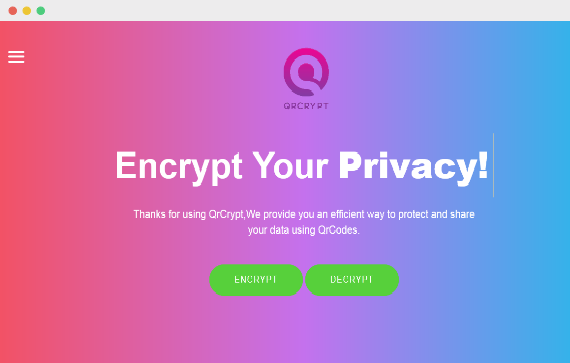 QRCRYPT
Encrypt Your Privacy!
Thanks for using QrCrypt,We provide you an efficient way to protect and share
your data using QrCodes.
ENCRYPT DECRYPT